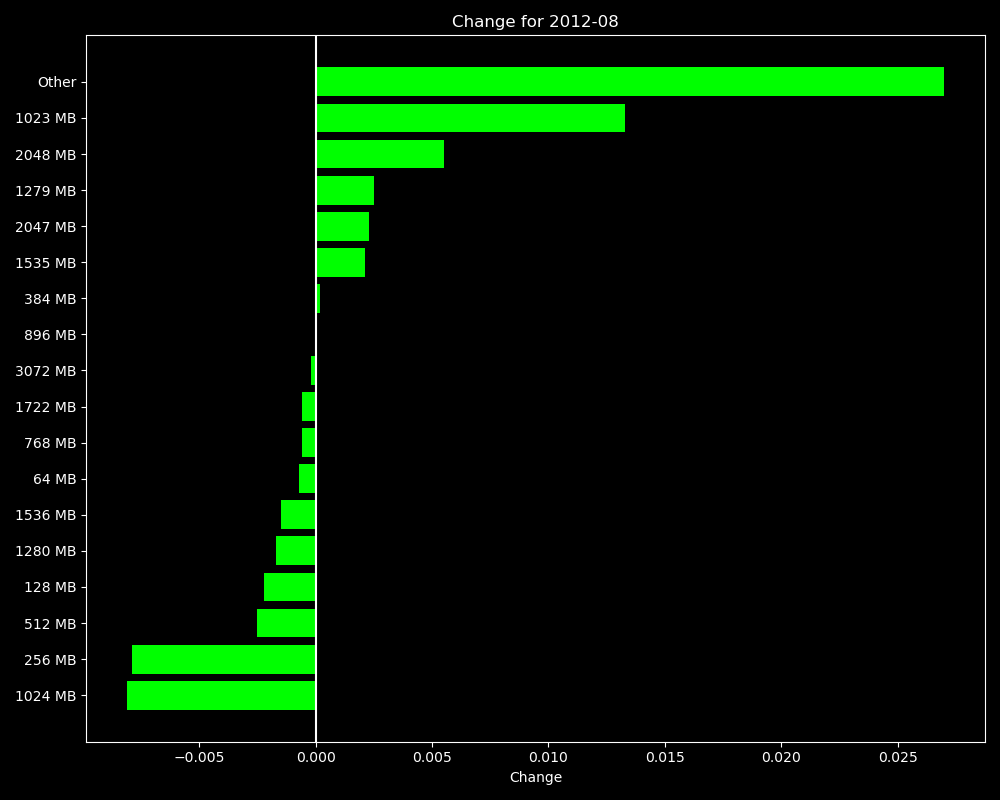 Change for 2012-08
Other
1023 MB
2048 MB
1279 MB
2047 MB
1535 MB
384 MB
896 MB
3072 MB
1722 MB
768 MB
64 MB
1536 MB
1280 MB
128 MB
512 MB
256 MB
1024 MB
−0.005 0.000 0.005 0.010 0.015 0.020 0.025
Change